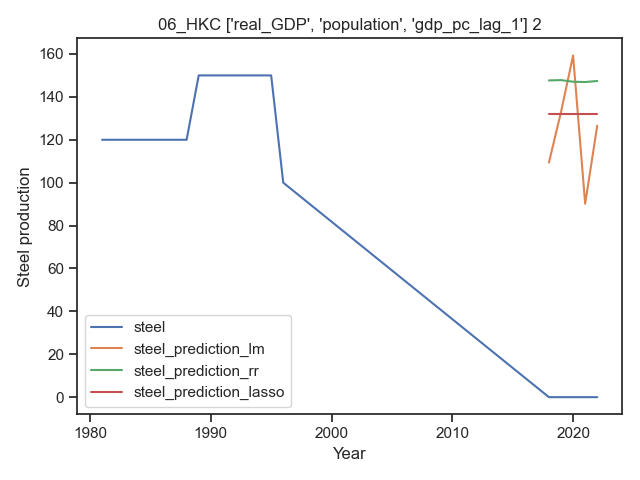 06_HKC ['real_GDP', 'population', 'gdp_pc_lag_1'] 2
160
140
120
100
80
60
40
20
0
Steel production
steel
steel_prediction_lm
steel_prediction_rr
steel_prediction_lasso
1980 1990 2000 2010 2020
Year